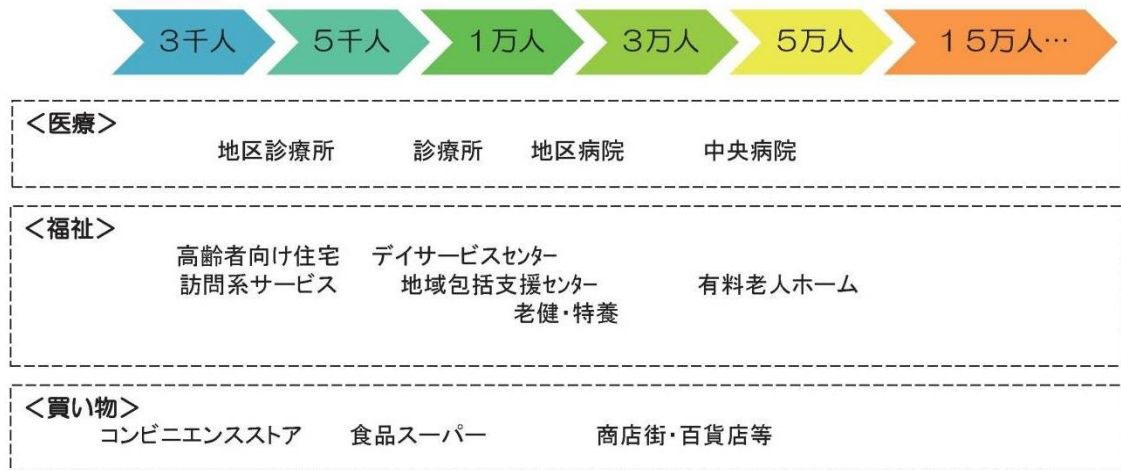 3千人 5千人 1万人 3万人 5万人 15万人…
<医療>
地区診療所 診療所 地区病院 中央病院
<福祉>
高齢者向け住宅 デイサービスセンター
訪問系サービス 地域包括支援センター 有料老人ホーム
老健・特養
<買い物>
コンビニエンスストア 食品スーパー 商店街・百貨店等